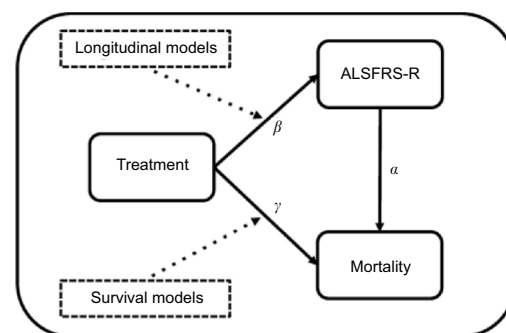 Longitudinal models
ALSFRS-R
β
Treatment
α
γ
Survival models
Mortality